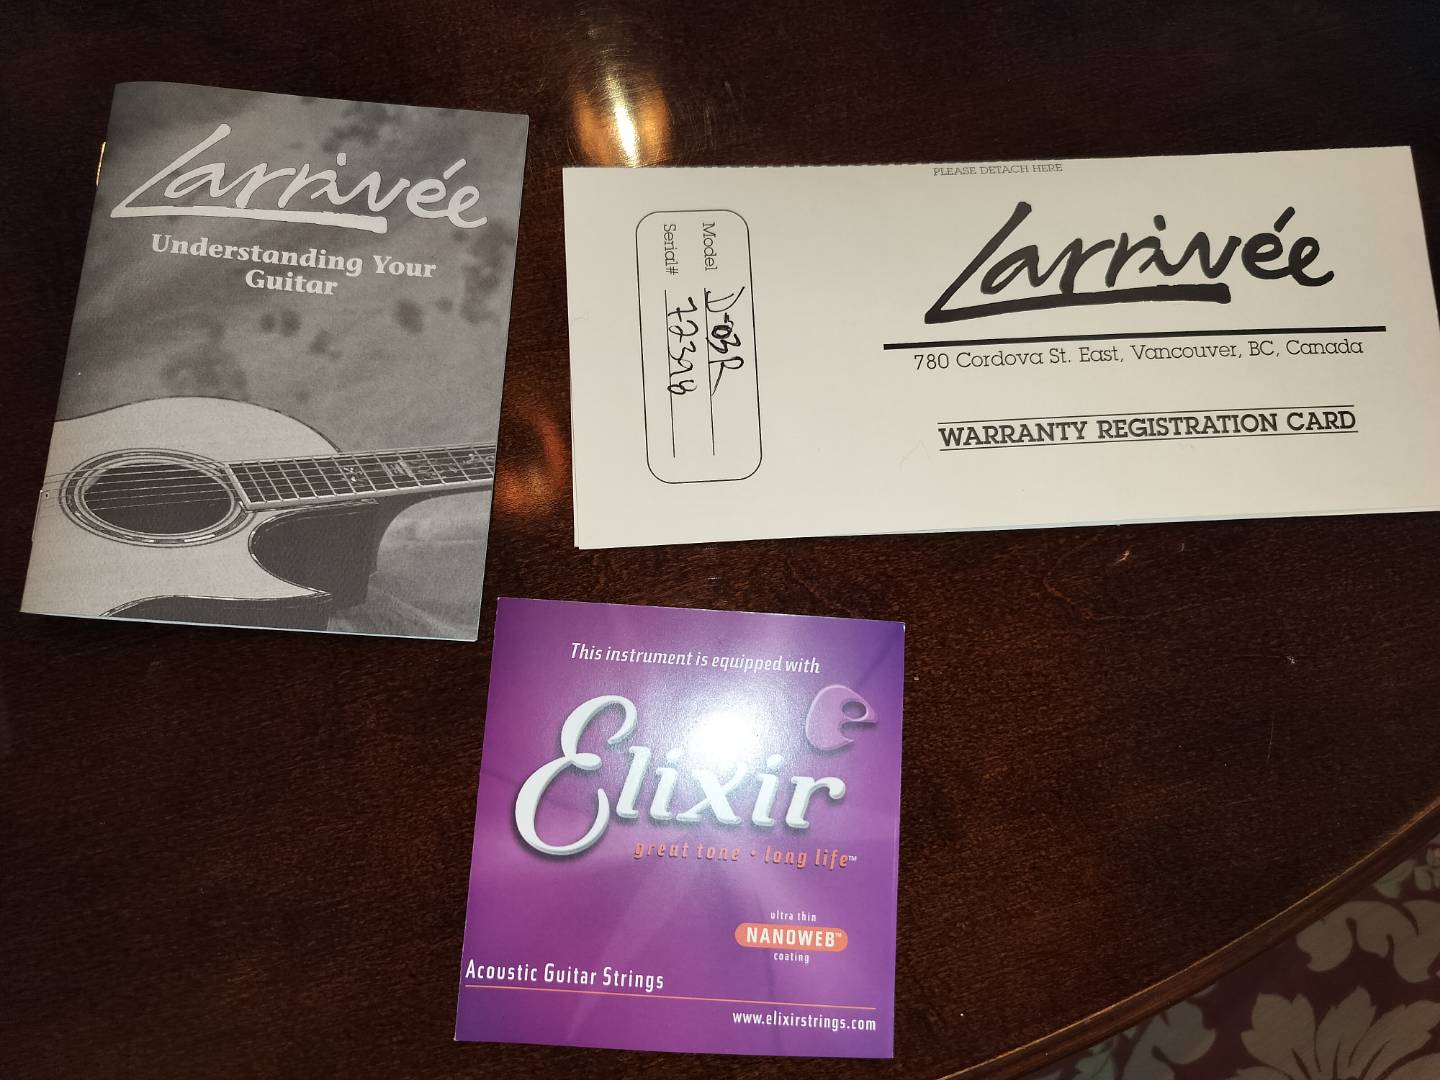 Larrivée
Understanding Your
Guitar
PLEASE DETACH HERE
Model D-03R
Serial#
Larrivée
780 Cordova St. East, Vancouver, BC, Canada
WARRANTY REGISTRATION CARD
This instrument is equipped with
e
Elixir
great tone • long life™
ultra thin
NANOWEB™
coating
Acoustic Guitar Strings
www.elixirstrings.com